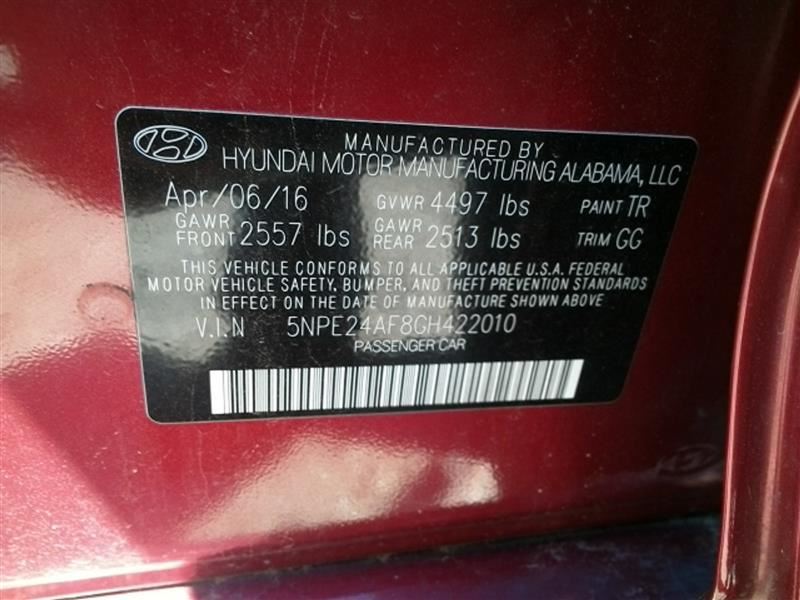 MANUFACTURED BY
HYUNDAI MOTOR MANUFACTURING ALABAMA, LLC
Apr/06/16 GVWR 4497 lbs PAINT TR
GAWR FRONT 2557 lbs GAWR REAR 2513 lbs TRIM GG
THIS VEHICLE CONFORMS TO ALL APPLICABLE U.S.A. FEDERAL
MOTOR VEHICLE SAFETY, BUMPER, AND THEFT PREVENTION STANDARDS
IN EFFECT ON THE DATE OF MANUFACTURE SHOWN ABOVE
V.I.N 5NPE24AF8GH422010
PASSENGER CAR